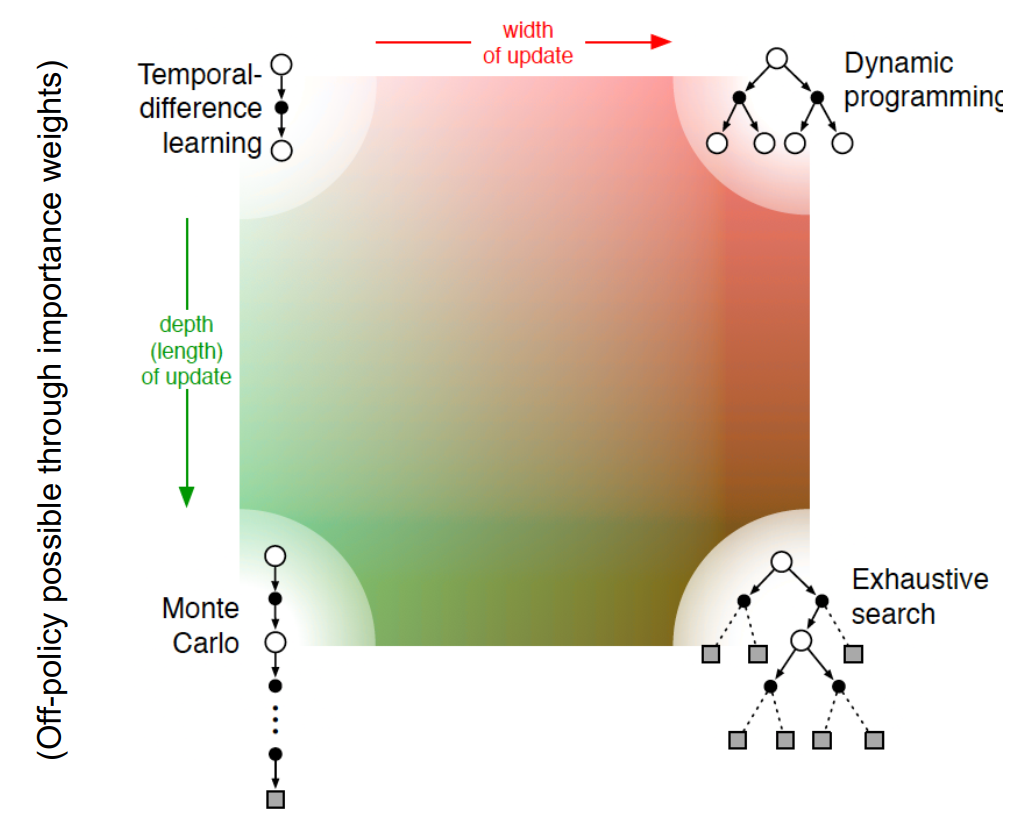 (Off-policy possible through importance weights)
width
of update
Temporal-
difference
learning
Dynamic
programming
depth
(length)
of update
Monte
Carlo
Exhaustive
search